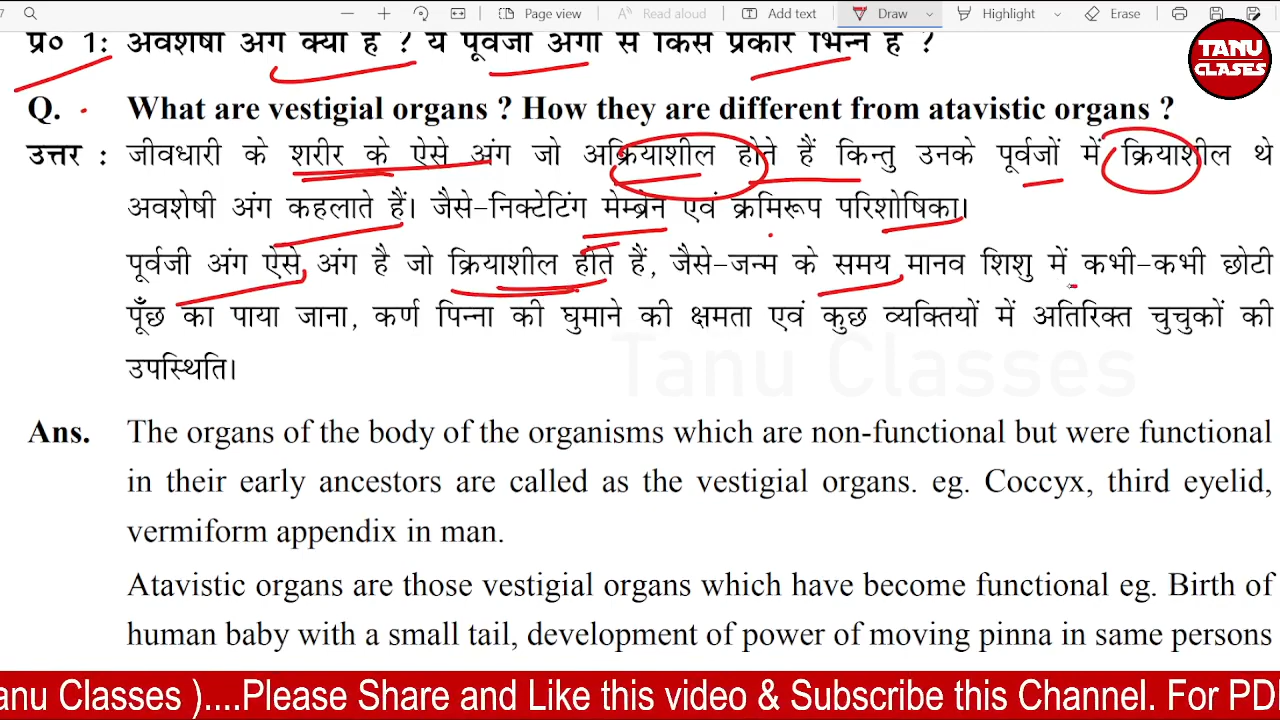 Page view
Read aloud
Add text
Draw
Highlight
Erase
TANU
CLASSES
प्र० 1: अवशेषी अंग क्या है ? ये पूर्वजी अंगों से किस प्रकार भिन्न है ?
Q. What are vestigial organs ? How they are different from atavistic organs ?
उत्तर : जीवधारी के शरीर के ऐसे अंग जो अक्रियाशील होते हैं किन्तु उनके पूर्वजों में क्रियाशील थे
अवशेषी अंग कहलाते हैं। जैसे-निक्टेटिंग मेम्ब्रेन एवं क्रमिरूप परिशोषिका।
पूर्वजी अंग ऐसे अंग है जो क्रियाशील होते हैं, जैसे-जन्म के समय मानव शिशु में कभी-कभी छोटी
पूँछ का पाया जाना, कर्ण पिन्ना की घुमाने की क्षमता एवं कुछ व्यक्तियों में अतिरिक्त चुचुकों की
उपस्थिति।
Tanu Classes
Ans. The organs of the body of the organisms which are non-functional but were functional
in their early ancestors are called as the vestigial organs. eg. Coccyx, third eyelid,
vermiform appendix in man.
Atavistic organs are those vestigial organs which have become functional eg. Birth of
human baby with a small tail, development of power of moving pinna in same persons
anu Classes )....Please Share and Like this video & Subscribe this Channel. For PD